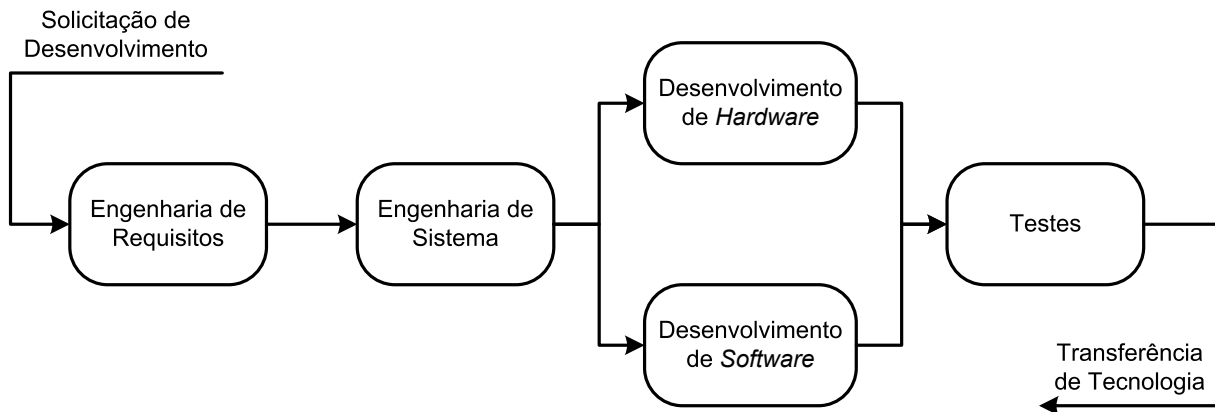 Solicitação de
Desenvolvimento
Engenharia de
Requisitos
Engenharia de
Sistema
Desenvolvimento
de Hardware
Desenvolvimento
de Software
Testes
Transferência
de Tecnologia